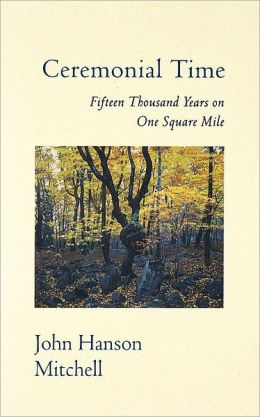 Ceremonial Time
Fifteen Thousand Years on
One Square Mile
John Hanson
Mitchell